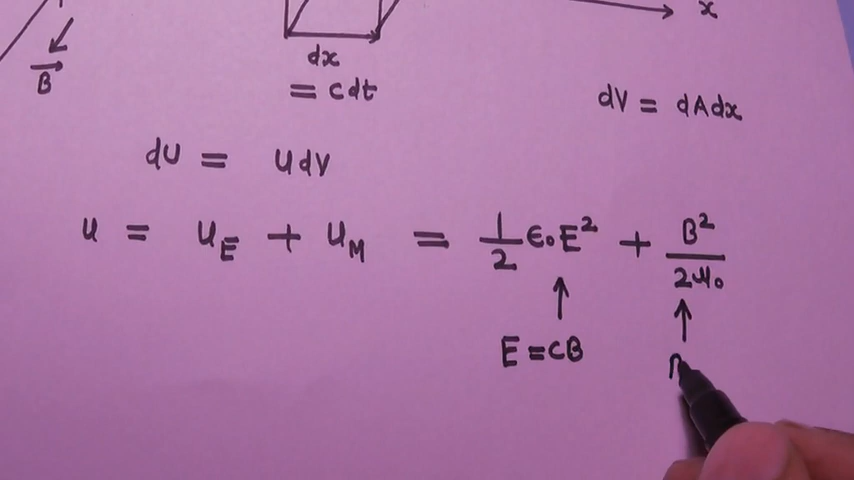 x
B
dx
= cdt
dV = dAdx
dU = udV
u = u_E + u_M = 1/2 ϵ₀E² + B²/2μ₀
E = CB